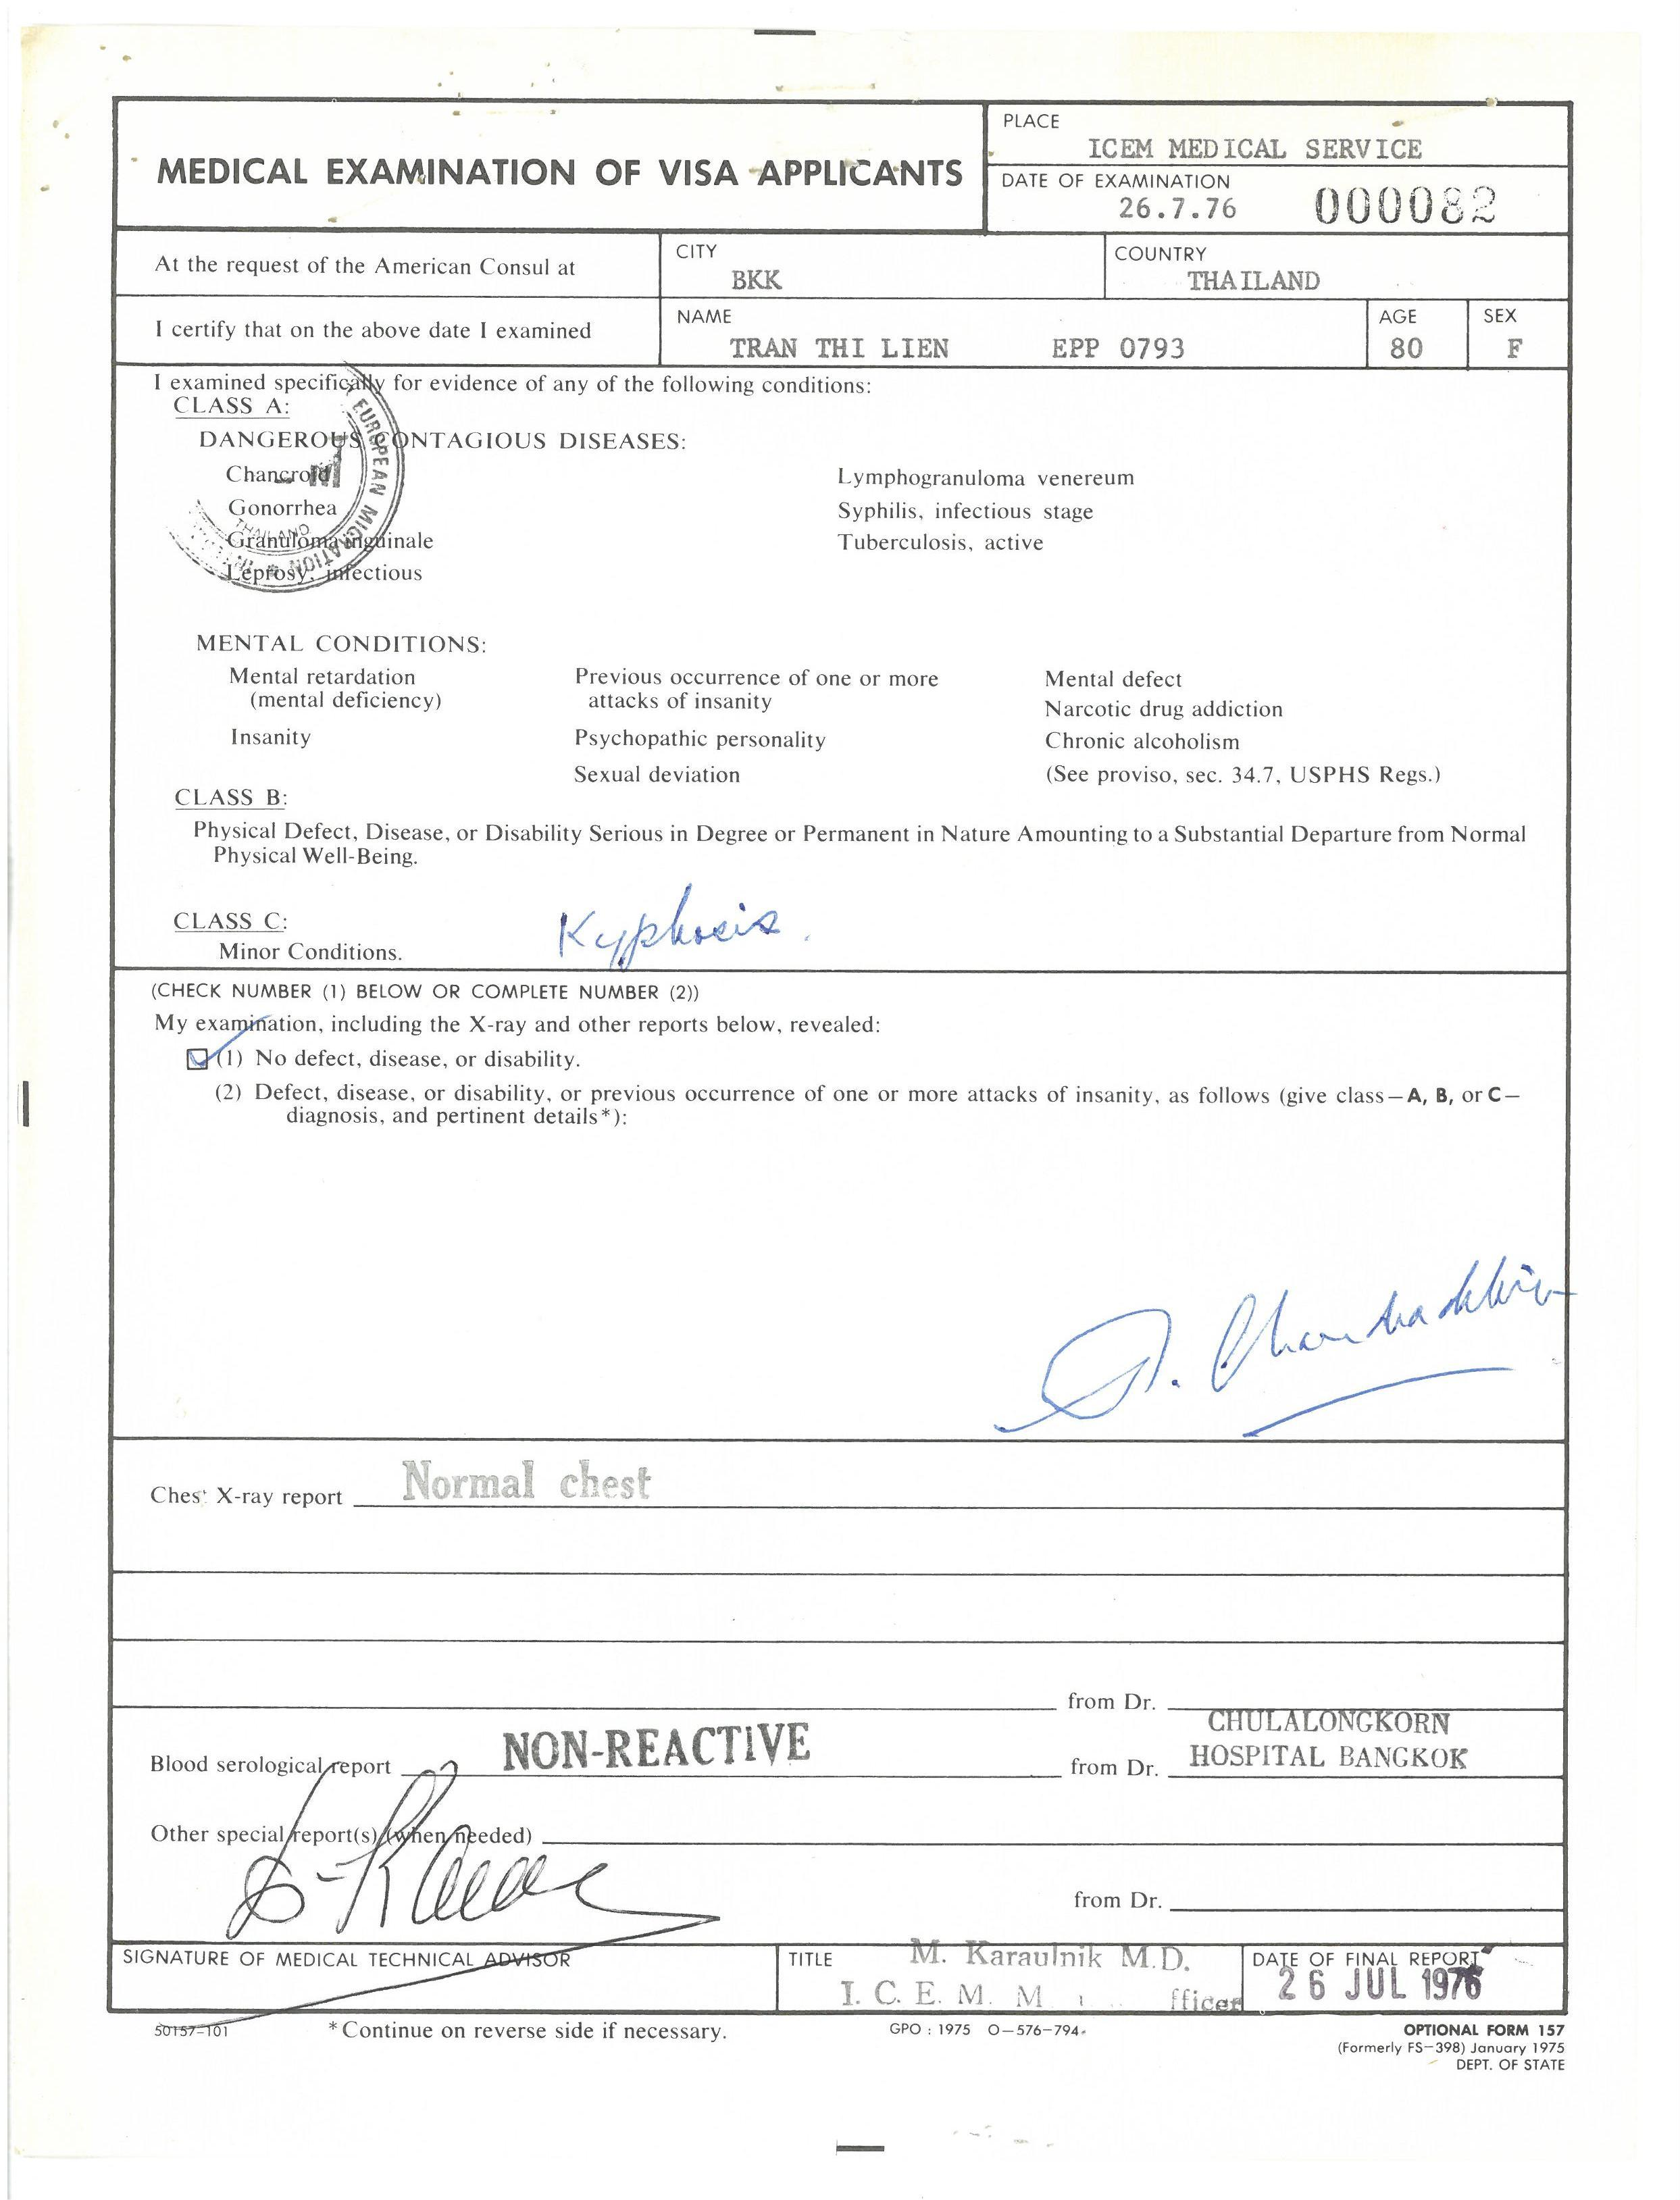 MEDICAL EXAMINATION OF VISA APPLICANTS
PLACE
ICEM MEDICAL SERVICE
DATE OF EXAMINATION
26.7.76 000082
At the request of the American Consul at
CITY
BKK
COUNTRY
THAILAND
I certify that on the above date I examined
NAME
TRAN THI LIEN EPP 0793
AGE
80
SEX
F
I examined specifically for evidence of any of the following conditions:
CLASS A:
DANGEROUS CONTAGIOUS DISEASES:
Chancroid Lymphogranuloma venereum
Gonorrhea Syphilis, infectious stage
Granuloma inguinale Tuberculosis, active
Leprosy, infectious
EUROPEAN MIGRATION
THAILAND
MENTAL CONDITIONS:
Mental retardation Previous occurrence of one or more Mental defect
(mental deficiency) attacks of insanity Narcotic drug addiction
Insanity Psychopathic personality Chronic alcoholism
Sexual deviation (See proviso, sec. 34.7, USPHS Regs.)
CLASS B:
Physical Defect, Disease, or Disability Serious in Degree or Permanent in Nature Amounting to a Substantial Departure from Normal
Physical Well-Being.
CLASS C: Kyphosis.
Minor Conditions.
(CHECK NUMBER (1) BELOW OR COMPLETE NUMBER (2))
My examination, including the X-ray and other reports below, revealed:
(1) No defect, disease, or disability.
(2) Defect, disease, or disability, or previous occurrence of one or more attacks of insanity, as follows (give class—A, B, or C—
diagnosis, and pertinent details*):
Chest X-ray report Normal chest
from Dr.
CHULALONGKORN
Blood serological report NON-REACTIVE from Dr. HOSPITAL BANGKOK
Other special report(s) (when needed)
from Dr.
SIGNATURE OF MEDICAL TECHNICAL ADVISOR
TITLE M. Karaulnik M.D.
I. C. E. M. M
DATE OF FINAL REPORT
26 JUL 1976
50157-101 *Continue on reverse side if necessary. GPO : 1975 O-576-794
OPTIONAL FORM 157
(Formerly FS-398) January 1975
DEPT. OF STATE